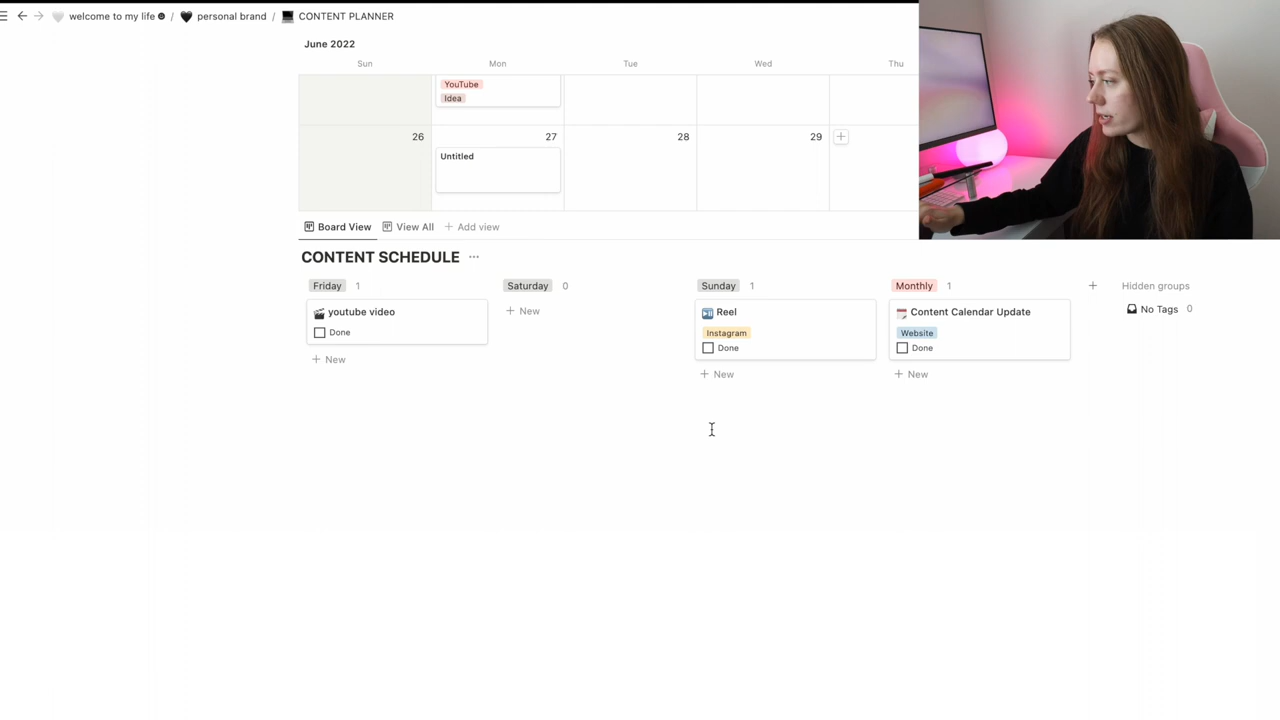 welcome to my life / personal brand / CONTENT PLANNER
June 2022
Sun Mon Tue Wed Thu
YouTube
Idea
26 27 28 29
Untitled
Board View View All Add view
CONTENT SCHEDULE
Friday 1 Saturday 0 Sunday 1 Monthly 1 Hidden groups
youtube video
Done
New
New
Reel
Instagram
Done
New
Content Calendar Update
Website
Done
New
No Tags 0